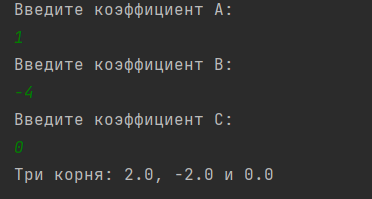 Введите коэффициент A:
1
Введите коэффициент B:
-4
Введите коэффициент C:
0
Три корня: 2.0, -2.0 и 0.0